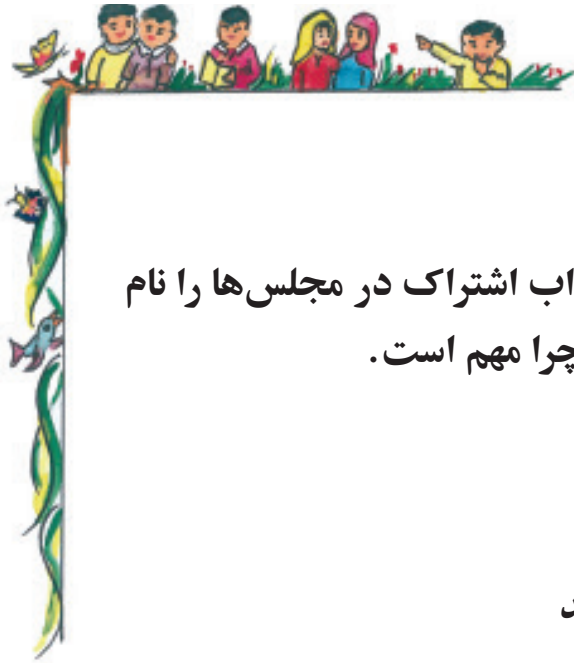 اب اشتراک در مجلس‌ها را نام
چرا مهم است.